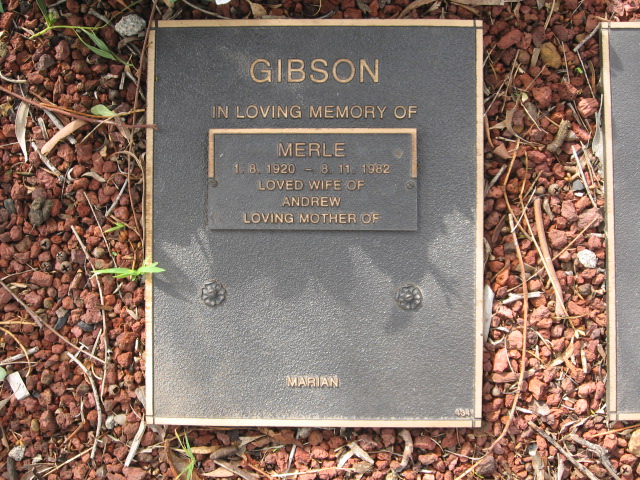 GIBSON
IN LOVING MEMORY OF
MERLE
1. 8. 1920 – 8. 11. 1982
LOVED WIFE OF
ANDREW
LOVING MOTHER OF
MARIAN